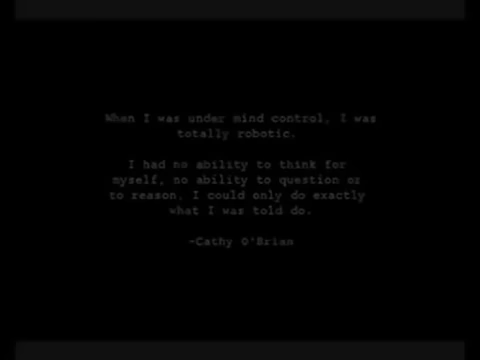 When I was under mind control, I was
totally robotic.
I had no ability to think for
myself, no ability to question or
to reason. I could only do exactly
what I was told do.
-Cathy O'Brian